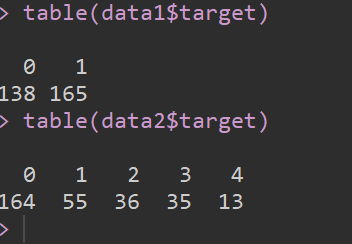 > table(data1$target)
0 1
138 165
> table(data2$target)
0 1 2 3 4
164 55 36 35 13
>